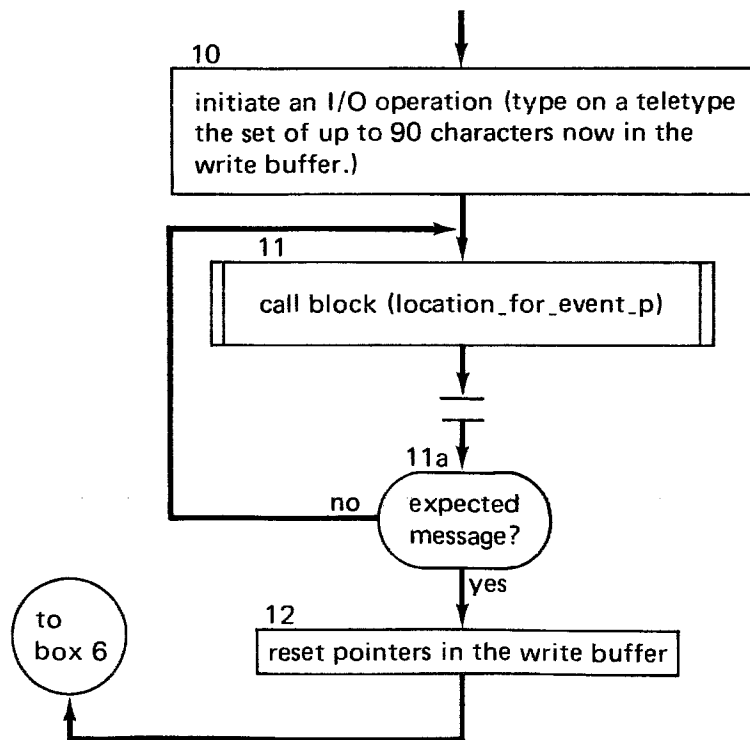 10
initiate an I/O operation (type on a teletype
the set of up to 90 characters now in the
write buffer.)
11
call block (location_for_event_p)
11a
no
expected
message?
yes
to
box 6
12
reset pointers in the write buffer